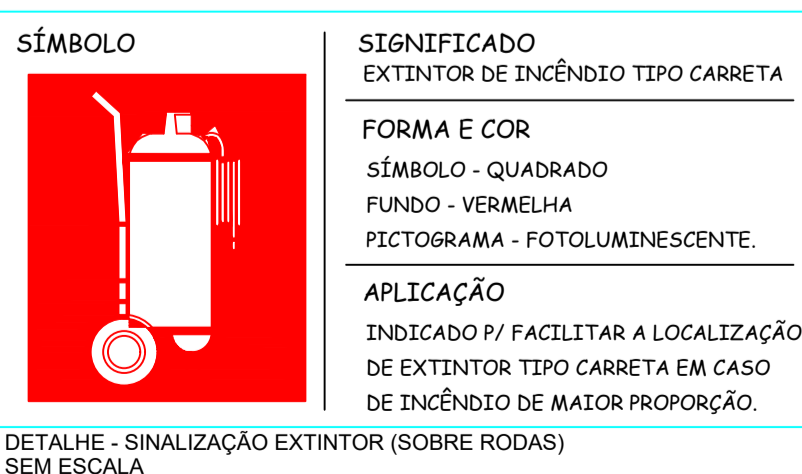 SÍMBOLO
SIGNIFICADO
EXTINTOR DE INCÊNDIO TIPO CARRETA
FORMA E COR
SÍMBOLO - QUADRADO
FUNDO - VERMELHA
PICTOGRAMA - FOTOLUMINESCENTE.
APLICAÇÃO
INDICADO P/ FACILITAR A LOCALIZAÇÃO
DE EXTINTOR TIPO CARRETA EM CASO
DE INCÊNDIO DE MAIOR PROPORÇÃO.
DETALHE - SINALIZAÇÃO EXTINTOR (SOBRE RODAS)
SEM ESCALA